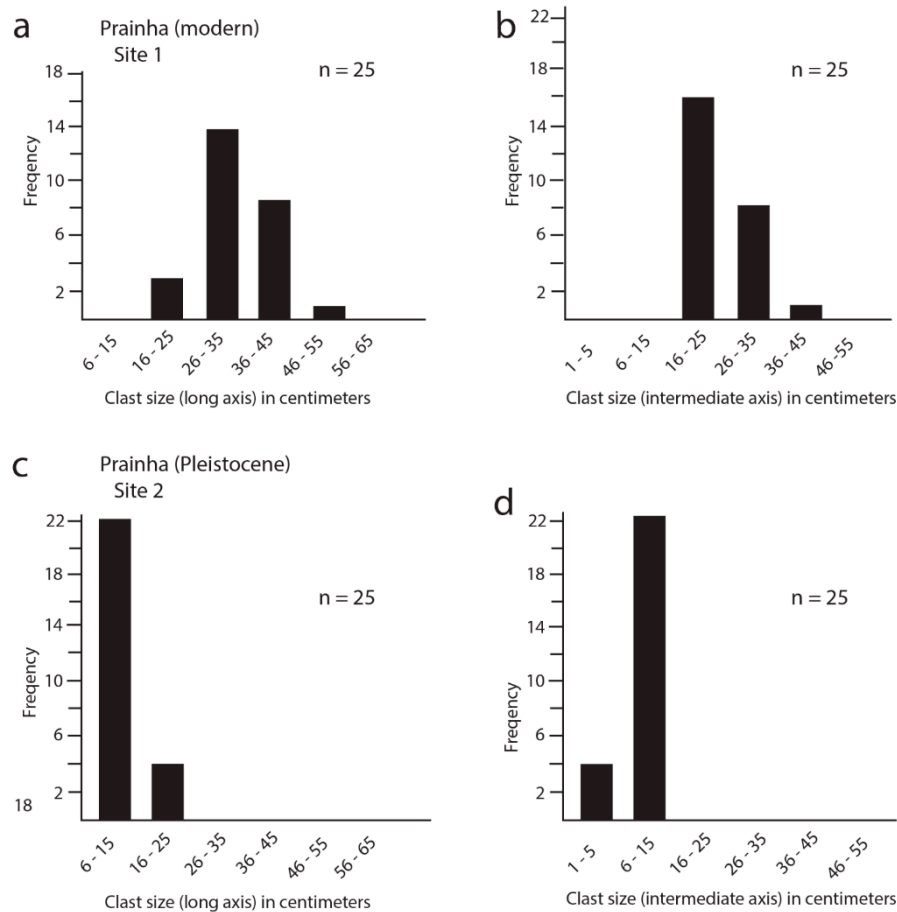 a
Prainha (modern)
Site 1
n = 25
Freqency
18
14
10
6
2
6 - 15
16 - 25
26 - 35
36 - 45
46 - 55
56 - 65
Clast size (long axis) in centimeters
b
n = 25
Freqency
22
18
14
10
6
2
1 - 5
6 - 15
16 - 25
26 - 35
36 - 45
46 - 55
Clast size (intermediate axis) in centimeters
c
Prainha (Pleistocene)
Site 2
n = 25
Freqency
22
18
14
10
6
2
18
6 - 15
16 - 25
26 - 35
36 - 45
46 - 55
56 - 65
Clast size (long axis) in centimeters
d
n = 25
Freqency
22
18
14
10
6
2
1 - 5
6 - 15
16 - 25
26 - 35
36 - 45
46 - 55
Clast size (intermediate axis) in centimeters